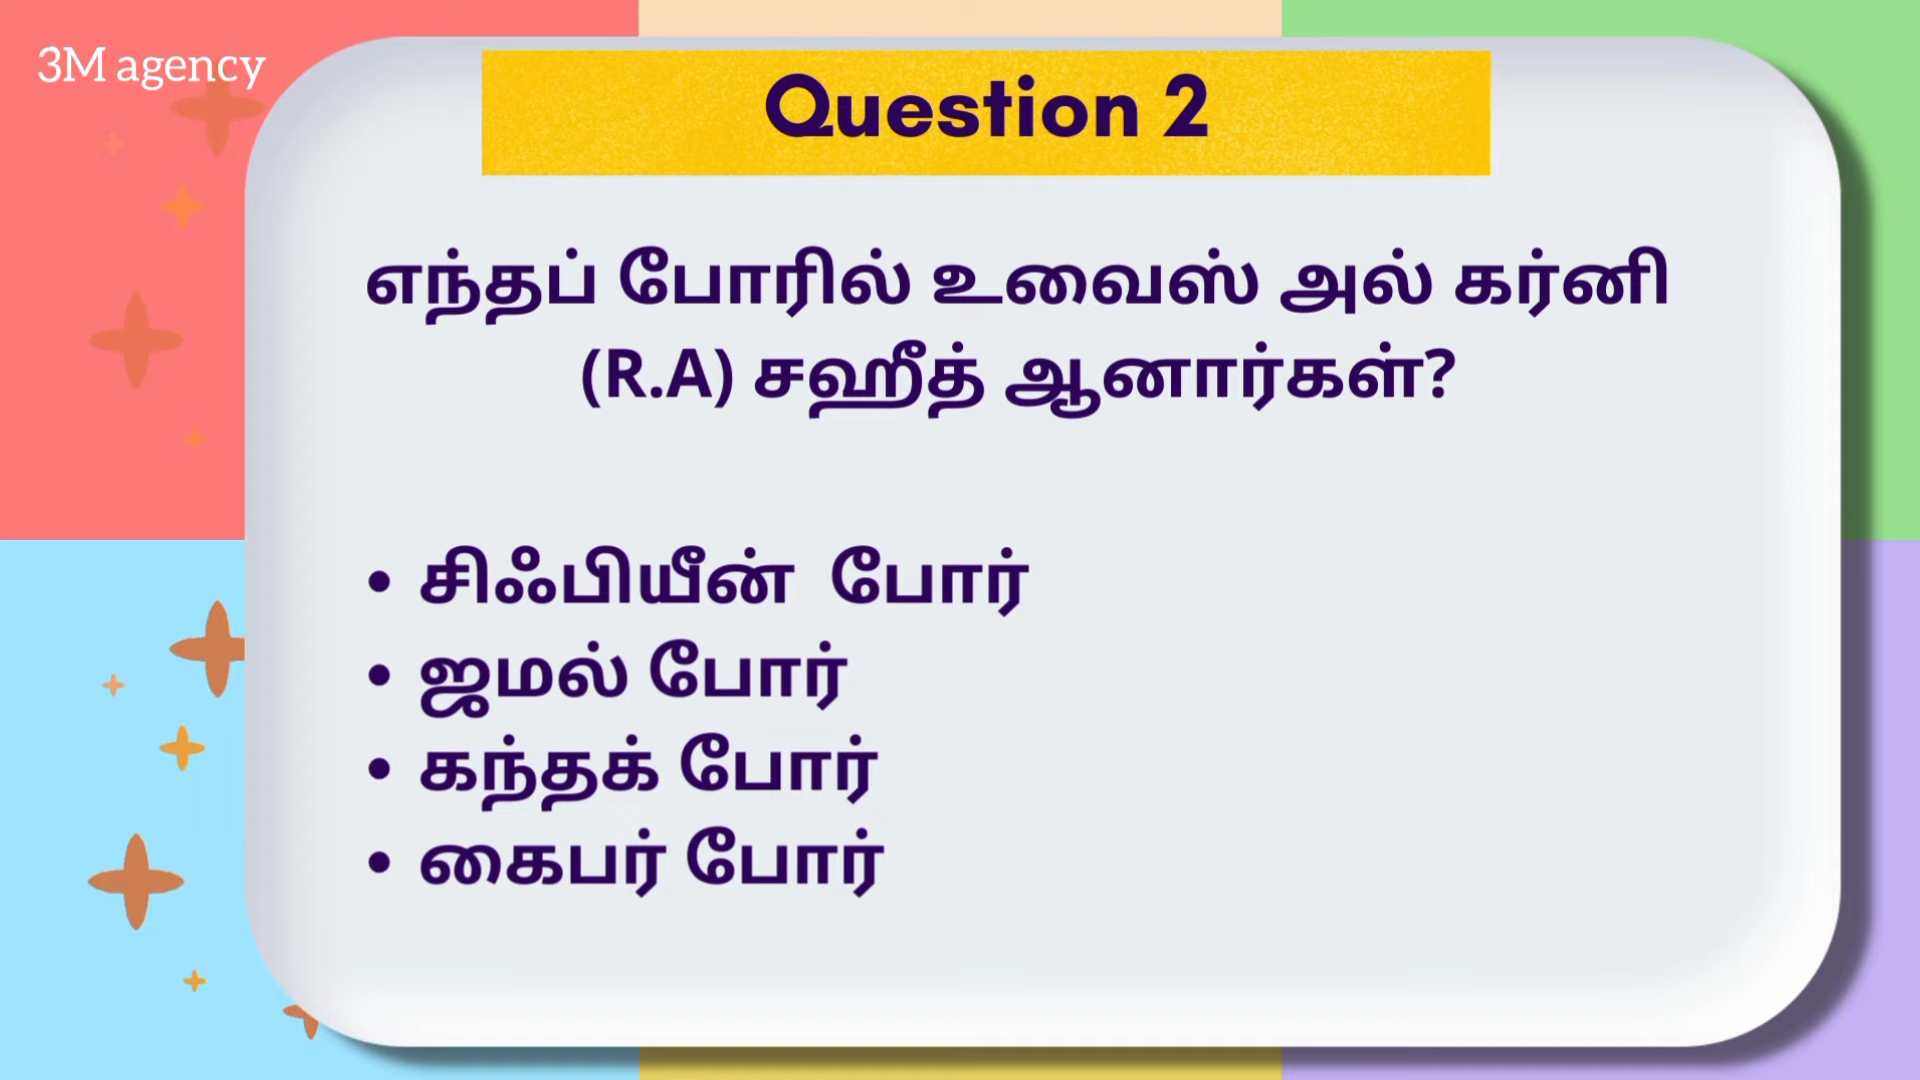 3M agency
Question 2
எந்தப் போரில் உவைஸ் அல் கர்னி
(R.A) சஹீத் ஆனார்கள்?
• சிஃபியீன் போர்
• ஜமல் போர்
• கந்தக் போர்
• கைபர் போர்